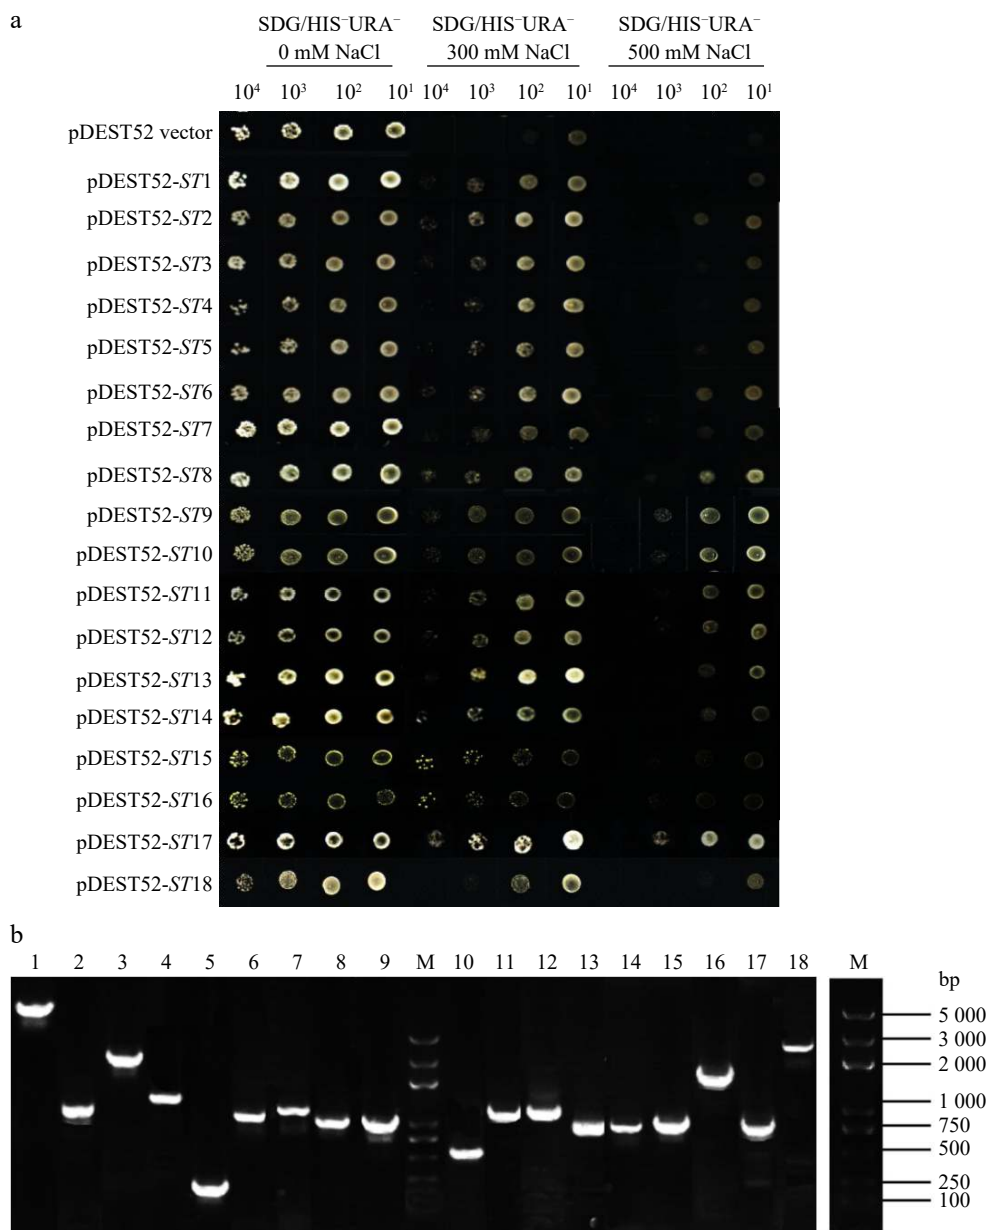 a
SDG/HIS⁻URA⁻ SDG/HIS⁻URA⁻ SDG/HIS⁻URA⁻
0 mM NaCl 300 mM NaCl 500 mM NaCl
10⁴ 10³ 10² 10¹ 10⁴ 10³ 10² 10¹ 10⁴ 10³ 10² 10¹
pDEST52 vector
pDEST52-ST1
pDEST52-ST2
pDEST52-ST3
pDEST52-ST4
pDEST52-ST5
pDEST52-ST6
pDEST52-ST7
pDEST52-ST8
pDEST52-ST9
pDEST52-ST10
pDEST52-ST11
pDEST52-ST12
pDEST52-ST13
pDEST52-ST14
pDEST52-ST15
pDEST52-ST16
pDEST52-ST17
pDEST52-ST18
b
1 2 3 4 5 6 7 8 9 M 10 11 12 13 14 15 16 17 18 M
bp
5 000
3 000
2 000
1 000
750
500
250
100